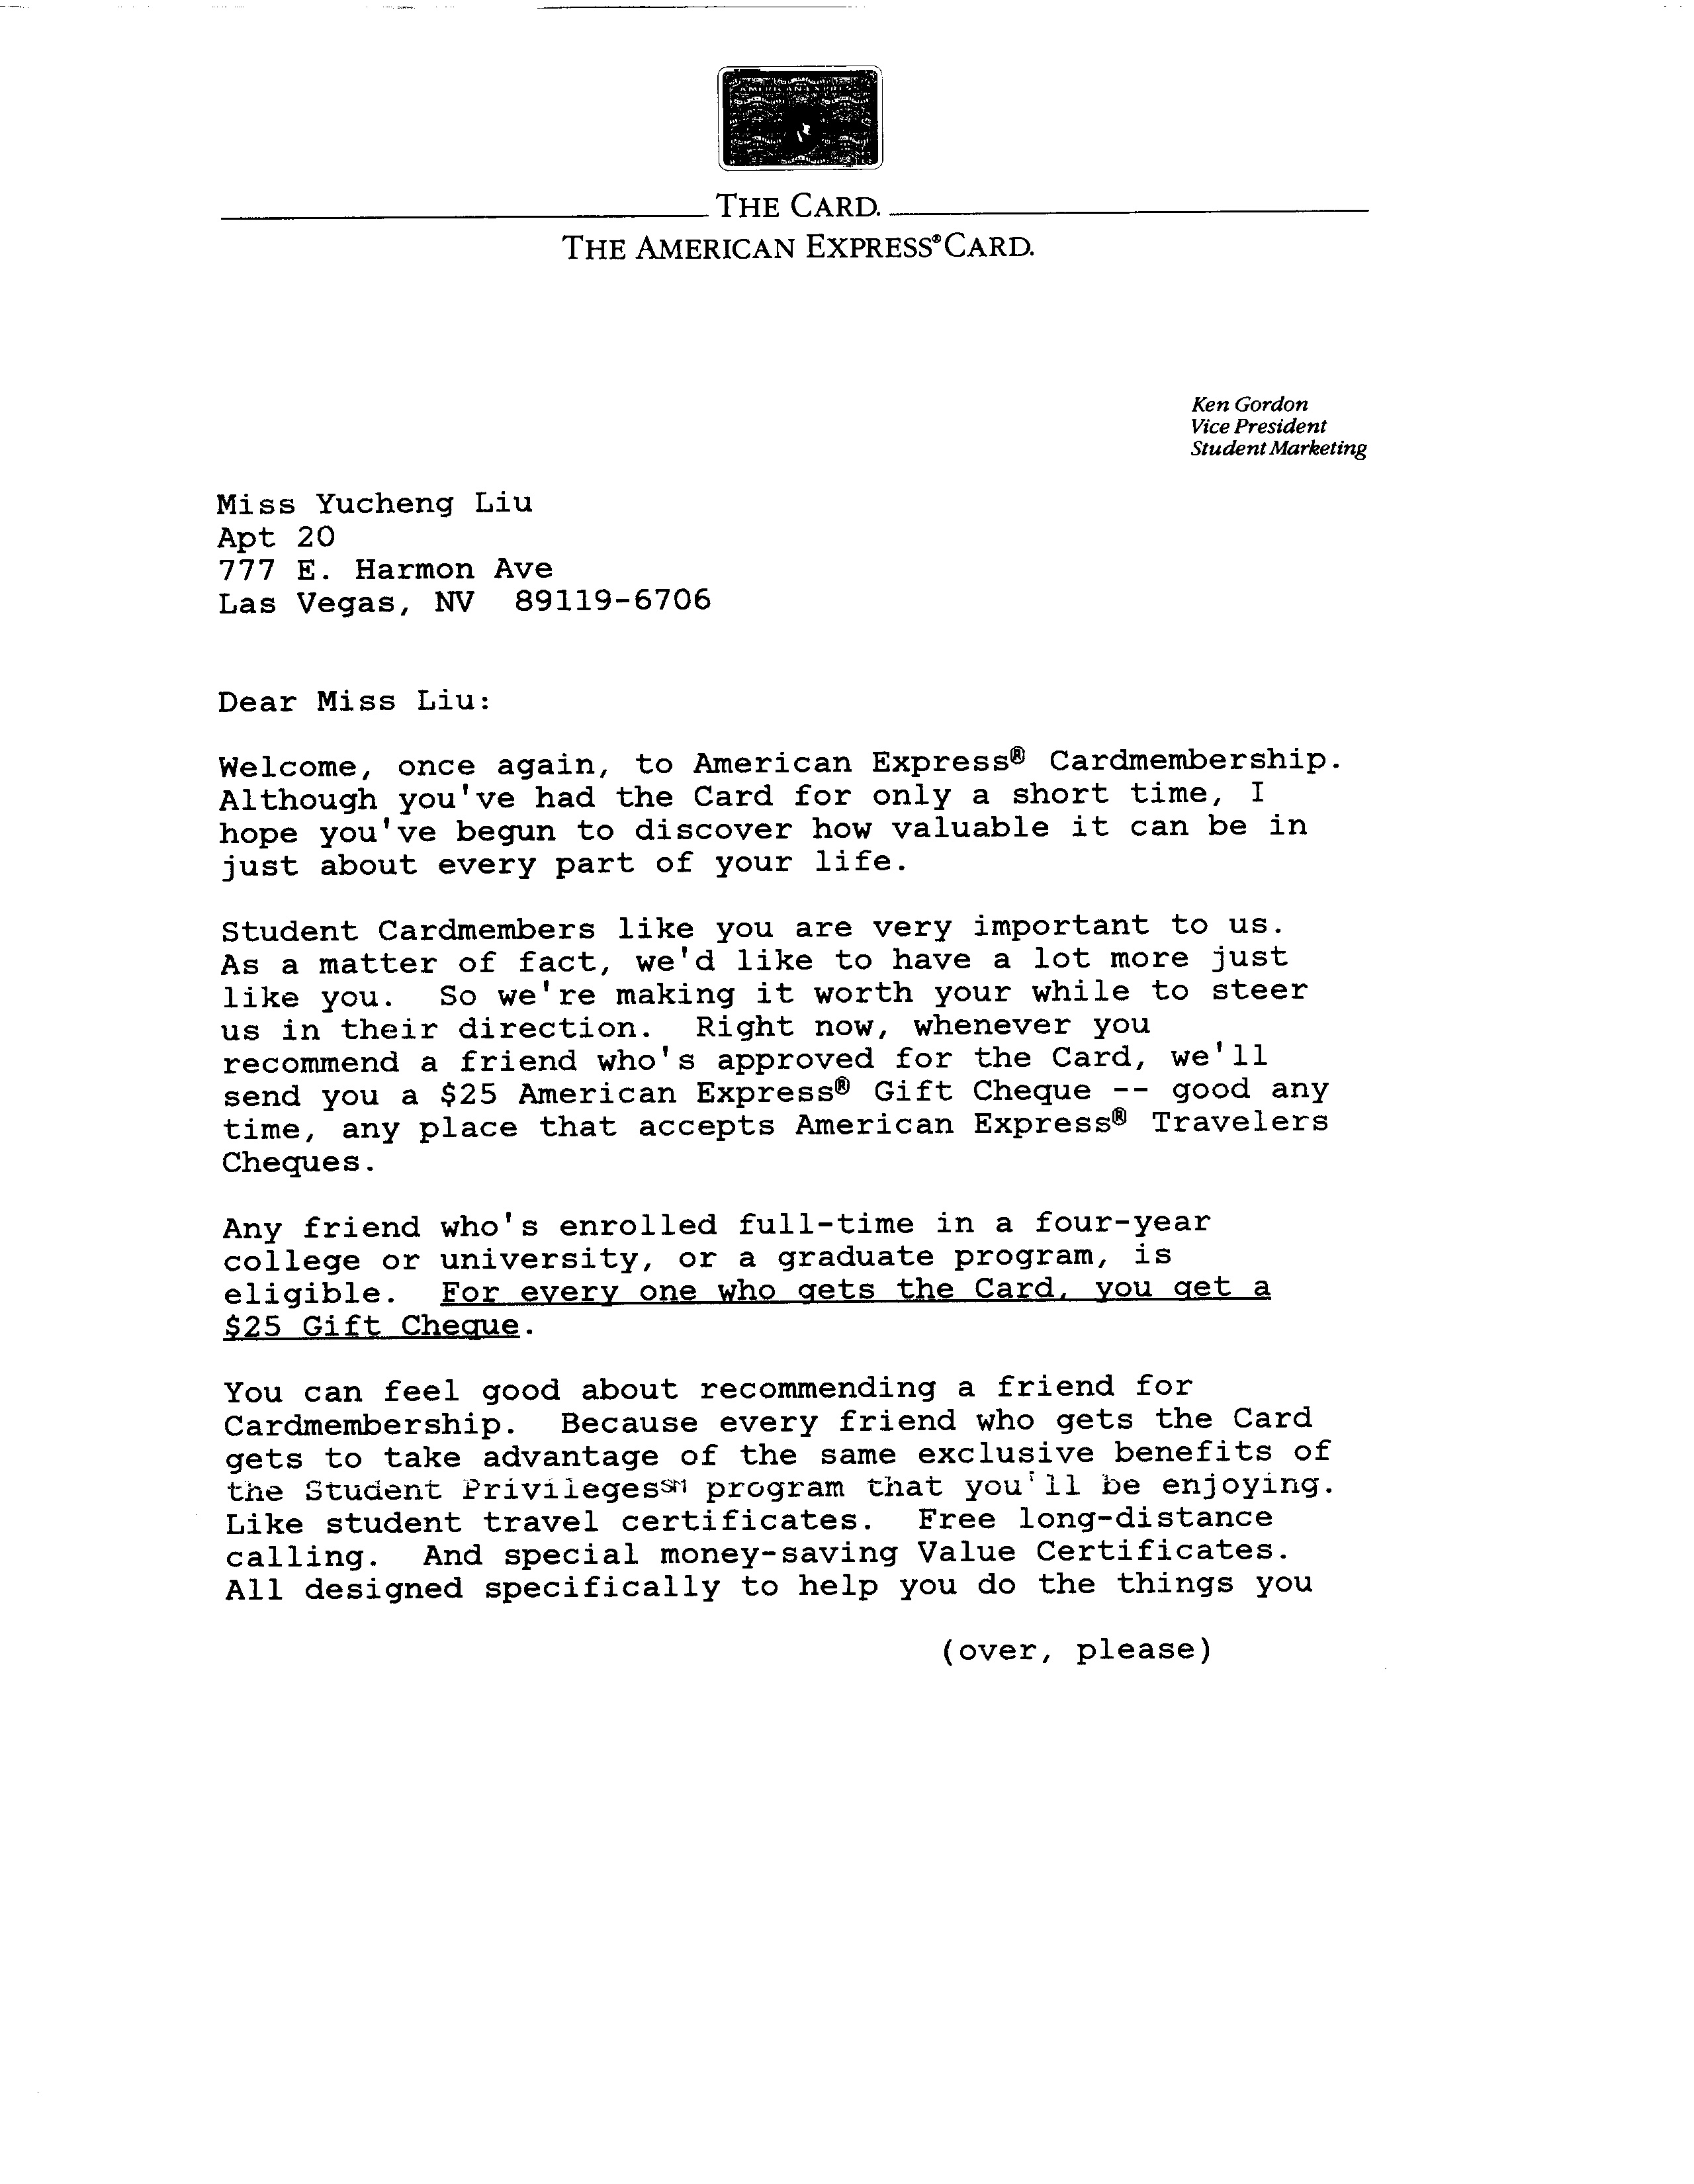 AMERICAN EXPRESS
THE CARD.
THE AMERICAN EXPRESS® CARD.
Ken Gordon
Vice President
Student Marketing
Miss Yucheng Liu
Apt 20
777 E. Harmon Ave
Las Vegas, NV  89119-6706
Dear Miss Liu:
Welcome, once again, to American Express® Cardmembership.
Although you've had the Card for only a short time, I
hope you've begun to discover how valuable it can be in
just about every part of your life.
Student Cardmembers like you are very important to us.
As a matter of fact, we'd like to have a lot more just
like you.  So we're making it worth your while to steer
us in their direction.  Right now, whenever you
recommend a friend who's approved for the Card, we'll
send you a $25 American Express® Gift Cheque -- good any
time, any place that accepts American Express® Travelers
Cheques.
Any friend who's enrolled full-time in a four-year
college or university, or a graduate program, is
eligible.  For every one who gets the Card, you get a
$25 Gift Cheque.
You can feel good about recommending a friend for
Cardmembership.  Because every friend who gets the Card
gets to take advantage of the same exclusive benefits of
the Student Privileges℠ program that you'll be enjoying.
Like student travel certificates.  Free long-distance
calling.  And special money-saving Value Certificates.
All designed specifically to help you do the things you
(over, please)